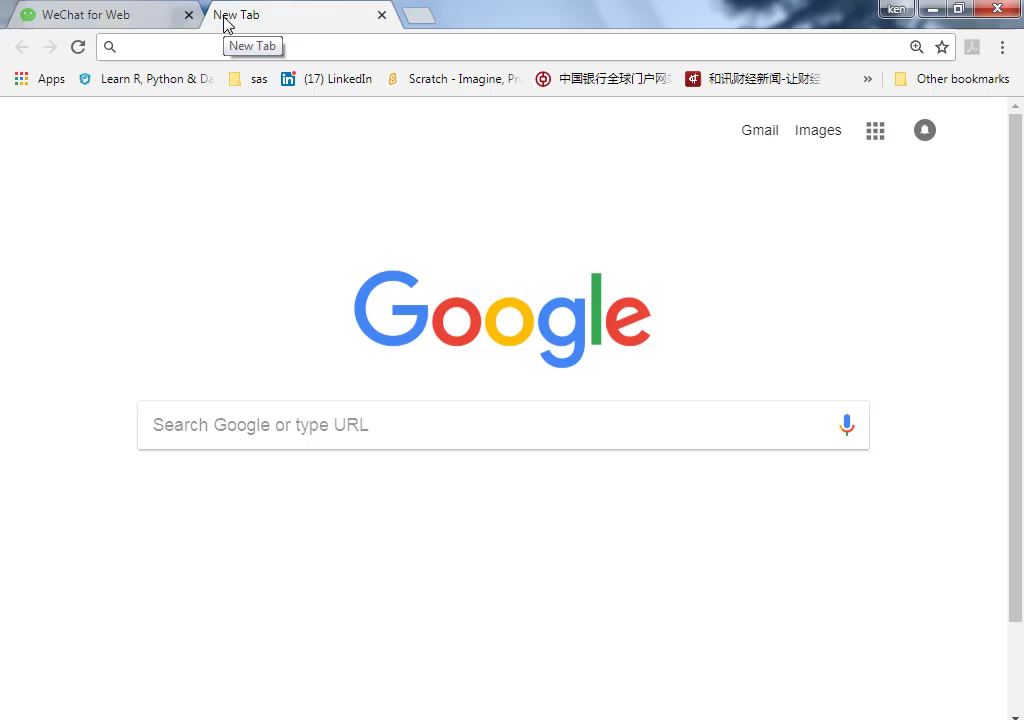 WeChat for Web
New Tab
ken
New Tab
Apps
Learn R, Python & Da
sas
(17) LinkedIn
Scratch - Imagine, Pr
中国银行全球门户网
和讯财经新闻-让财经
»
Other bookmarks
Gmail
Images
Google
Search Google or type URL